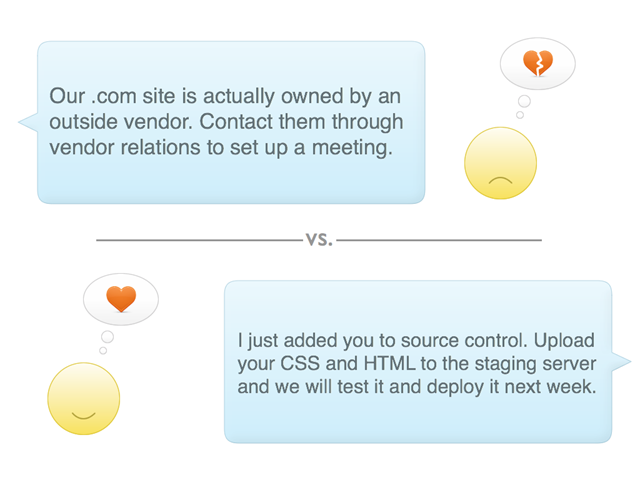 Our .com site is actually owned by an
outside vendor. Contact them through
vendor relations to set up a meeting.
vs.
I just added you to source control. Upload
your CSS and HTML to the staging server
and we will test it and deploy it next week.